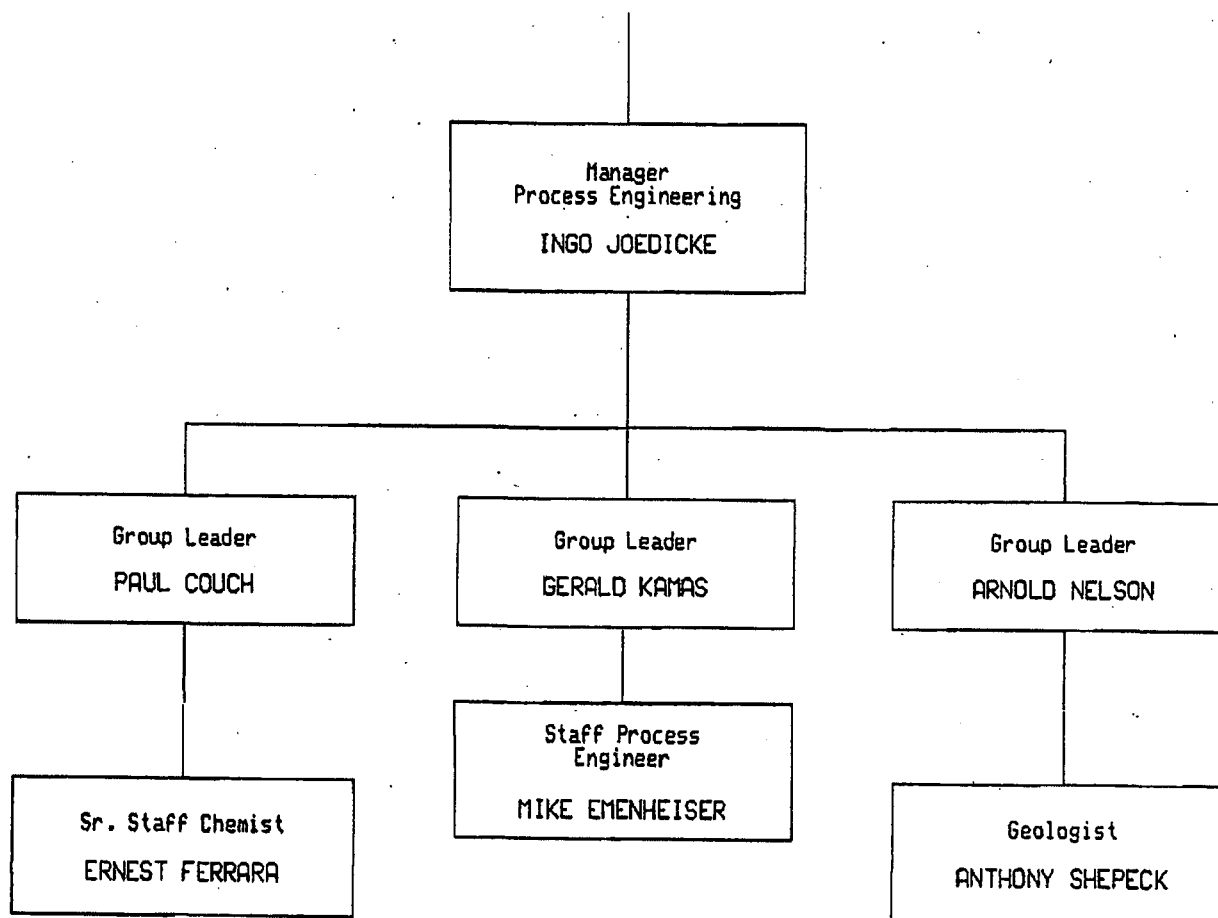 Manager
Process Engineering
INGO JOEDICKE
Group Leader
PAUL COUCH
Group Leader
GERALD KAMAS
Group Leader
ARNOLD NELSON
Staff Process
Engineer
MIKE EMENHEISER
Sr. Staff Chemist
ERNEST FERRARA
Geologist
ANTHONY SHEPECK